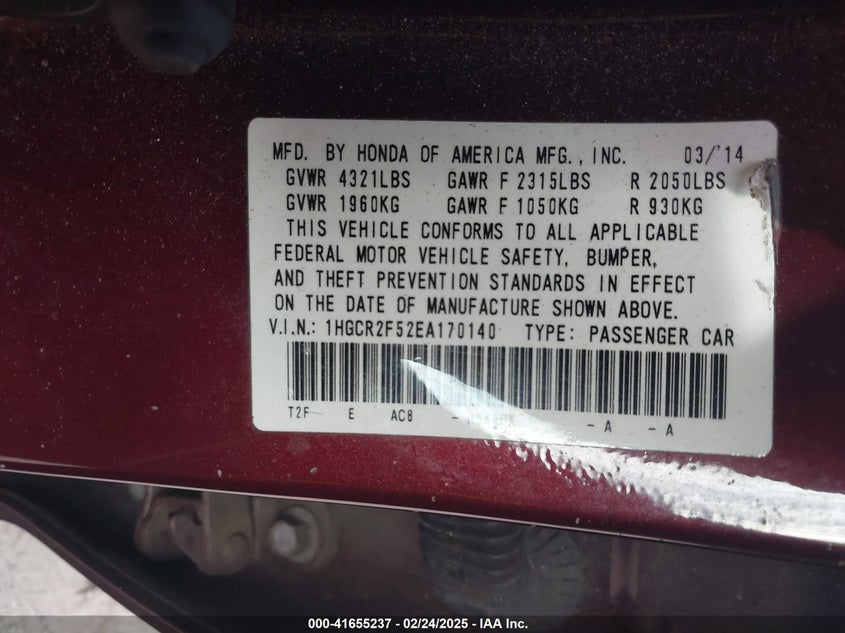 MFD. BY HONDA OF AMERICA MFG., INC. 03/'14
GVWR 4321LBS GAWR F 2315LBS R 2050LBS
GVWR 1960KG GAWR F 1050KG R 930KG
THIS VEHICLE CONFORMS TO ALL APPLICABLE
FEDERAL MOTOR VEHICLE SAFETY, BUMPER,
AND THEFT PREVENTION STANDARDS IN EFFECT
ON THE DATE OF MANUFACTURE SHOWN ABOVE.
V.I.N.: 1HGCR2F52EA170140 TYPE: PASSENGER CAR
T2F E AC8 - - A - A
000-41655237 - 02/24/2025 - IAA Inc.